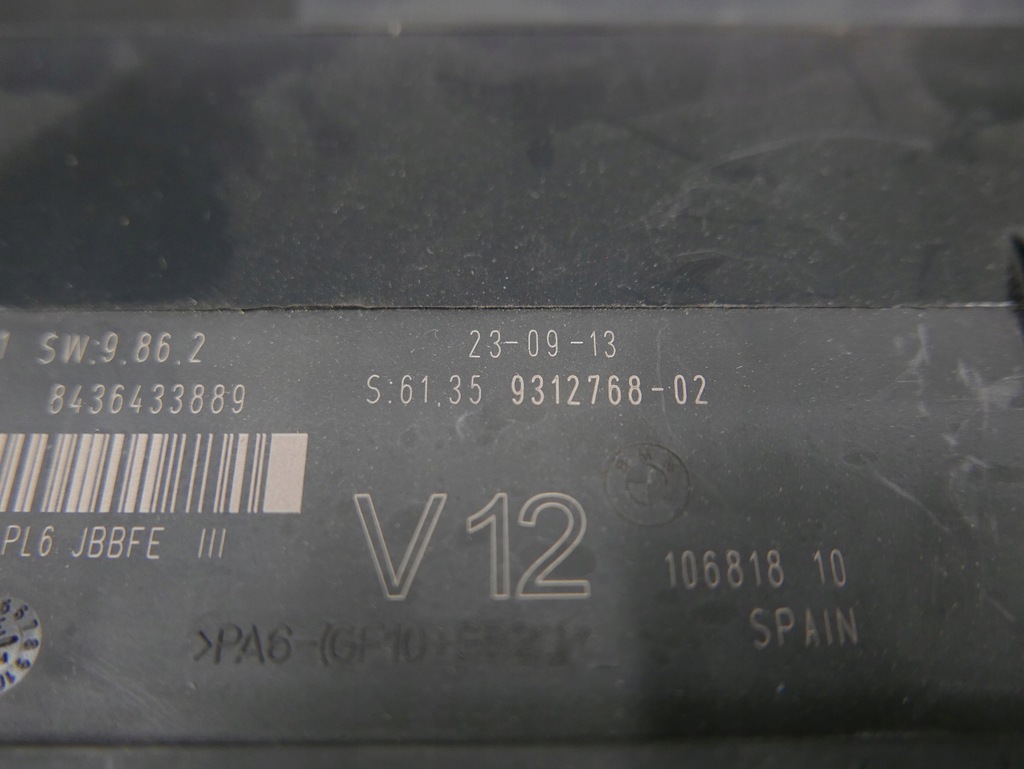 SW:9.86.2
23-09-13
8436433889
S:61.35 9312768-02
PL6 JBBFE III
V12
106818 10
SPAIN
>PA6-(GF10)